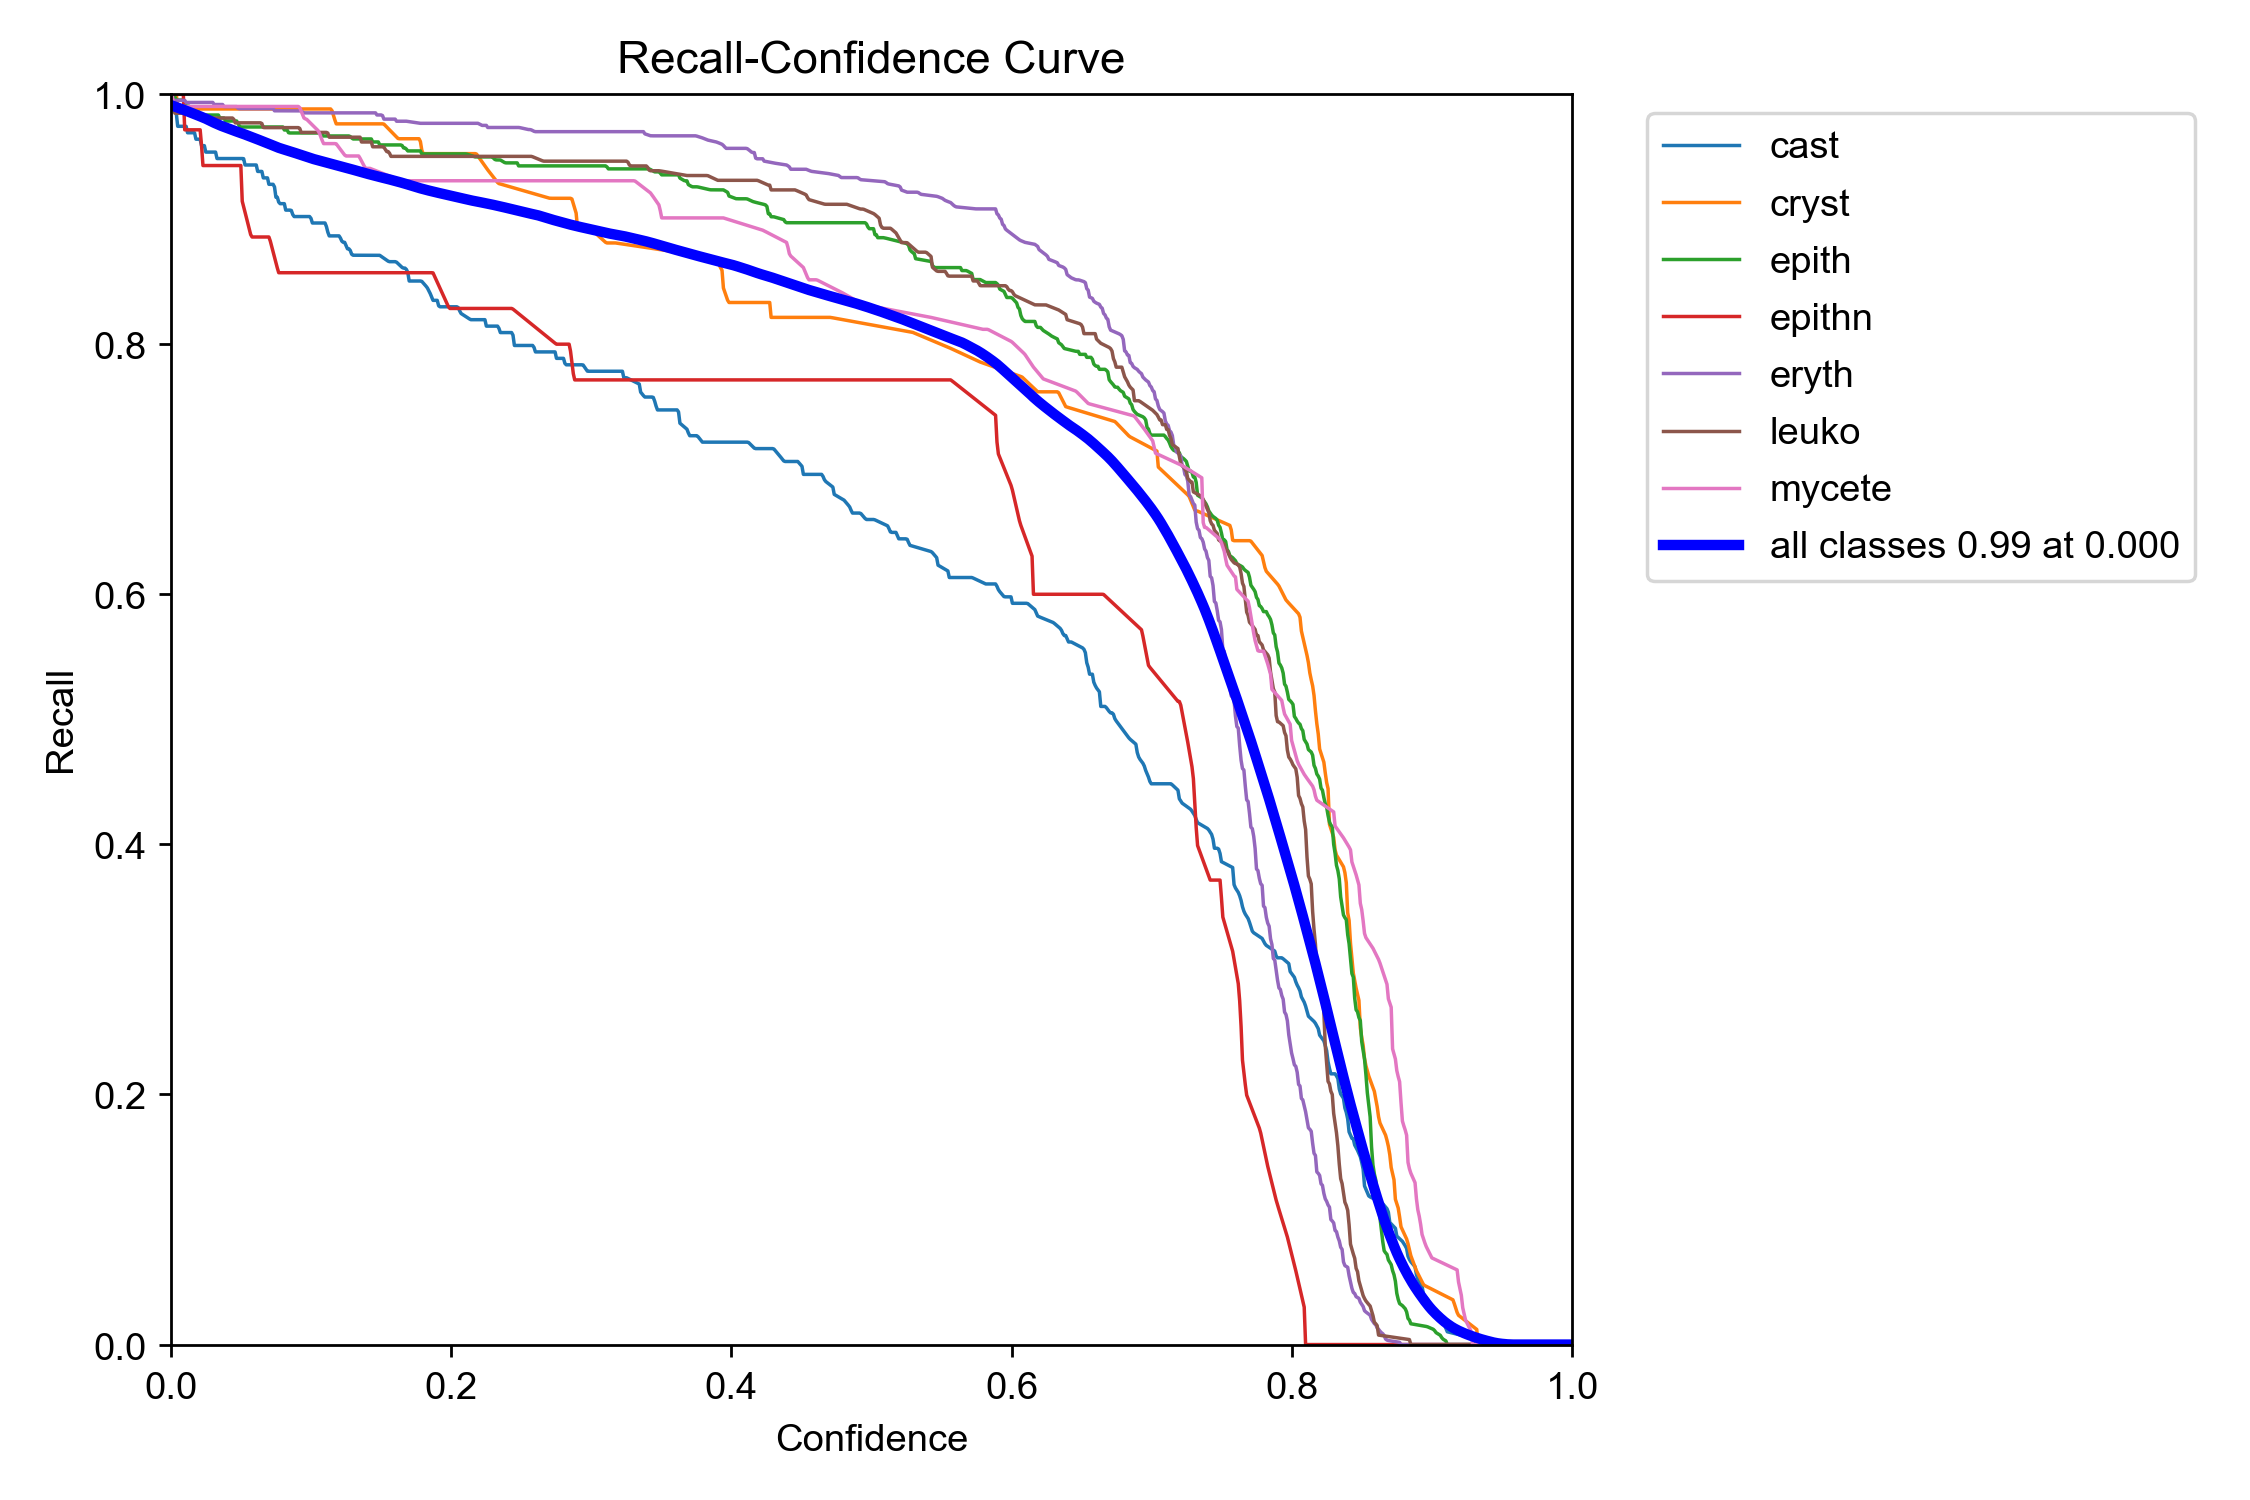 Recall-Confidence Curve
1.0
0.8
0.6
0.4
0.2
0.0
Recall
0.0 0.2 0.4 0.6 0.8 1.0
Confidence
cast
cryst
epith
epithn
eryth
leuko
mycete
all classes 0.99 at 0.000